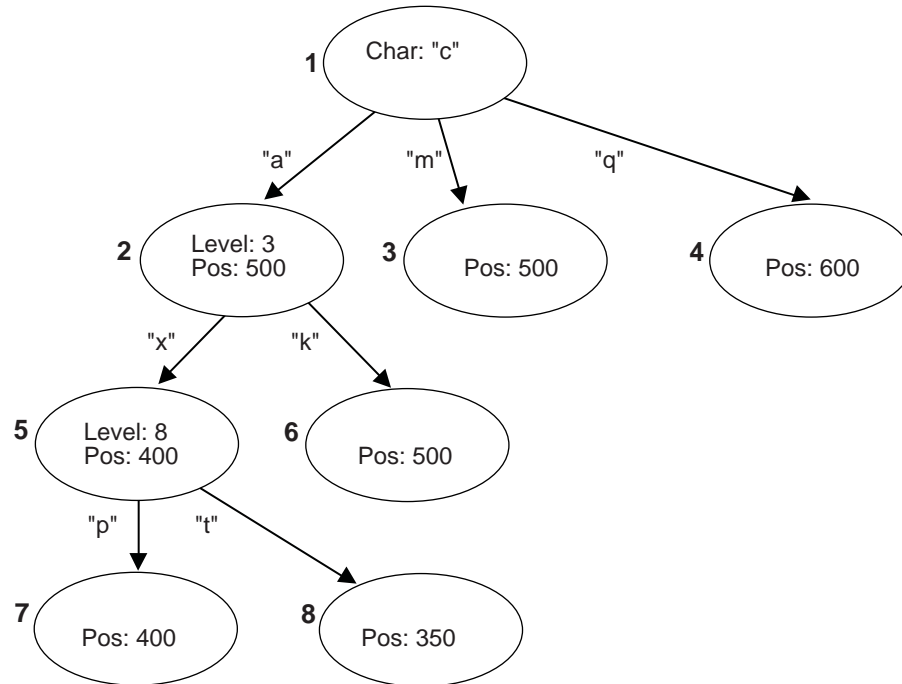 1
Char: "c"
"a"
"m"
"q"
2
Level: 3
Pos: 500
3
Pos: 500
4
Pos: 600
"x"
"k"
5
Level: 8
Pos: 400
6
Pos: 500
"p"
"t"
7
Pos: 400
8
Pos: 350